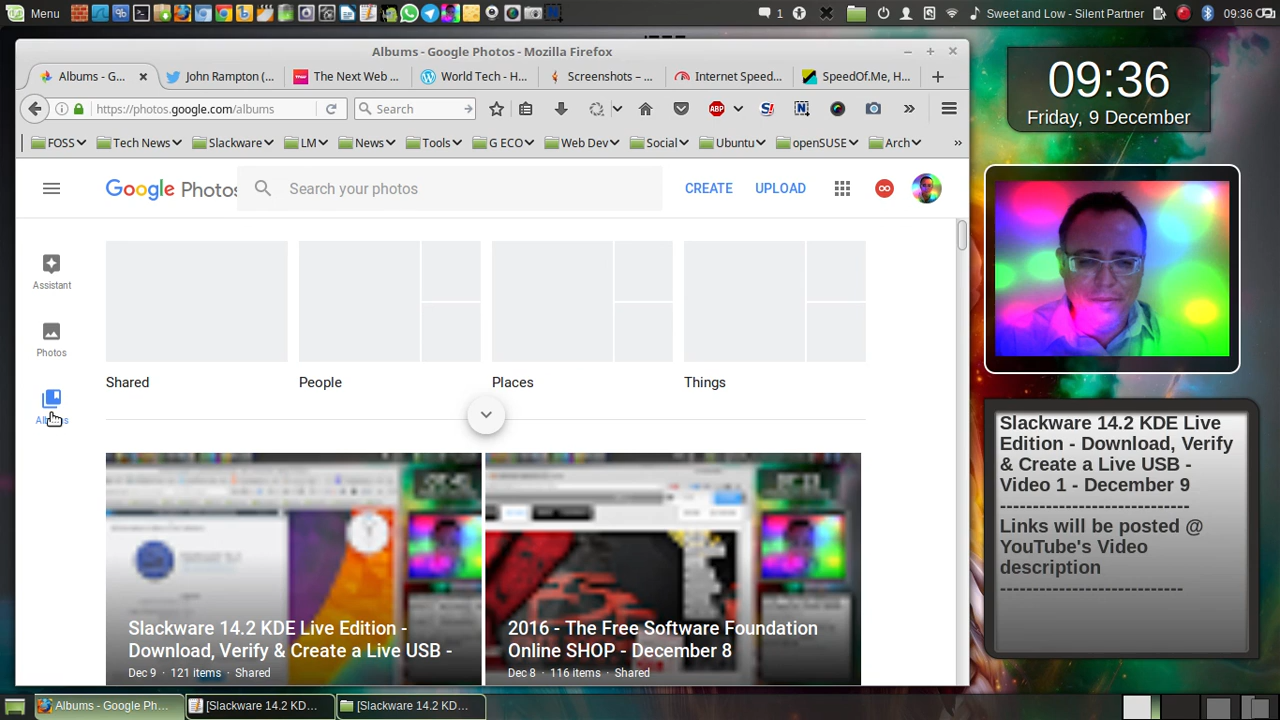 Menu
1
Sweet and Low - Silent Partner
09:36
Albums - Google Photos - Mozilla Firefox
Albums - G...
John Rampton (...
The Next Web ...
World Tech - H...
Screenshots – ...
Internet Speed...
SpeedOf.Me, H...
https://photos.google.com/albums
Search
ABP
FOSS
Tech News
Slackware
LM
News
Tools
G ECO
Web Dev
Social
Ubuntu
openSUSE
Arch
Google Photos
Search your photos
CREATE
UPLOAD
Assistant
Photos
Albums
Shared
People
Places
Things
Slackware 14.2 KDE Live Edition -
Download, Verify & Create a Live USB -
Dec 9 · 121 items · Shared
2016 - The Free Software Foundation
Online SHOP - December 8
Dec 8 · 116 items · Shared
09:36
Friday, 9 December
Slackware 14.2 KDE Live
Edition - Download, Verify
& Create a Live USB -
Video 1 - December 9
----------------------------
Links will be posted @
YouTube's Video
description
---------------------------
Albums - Google Ph...
[Slackware 14.2 KD...
[Slackware 14.2 KD...